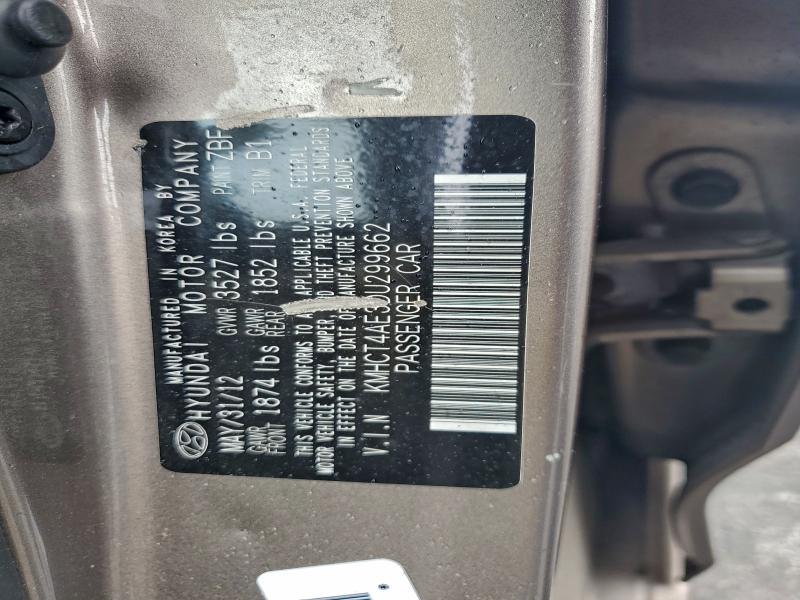 MANUFACTURED IN KOREA BY
HYUNDAI MOTOR COMPANY
MAY/31/12 GVWR 3527 lbs PAINT ZBF
GAWR FRONT 1874 lbs GAWR REAR 1852 lbs TRIM B1
THIS VEHICLE CONFORMS TO APPLICABLE U.S.A. FEDERAL
MOTOR VEHICLE SAFETY, BUMPER, THEFT PREVENTION STANDARDS
IN EFFECT ON THE DATE OF MANUFACTURE SHOWN ABOVE
V.I.N KMHCT4AE3DU299662
PASSENGER CAR